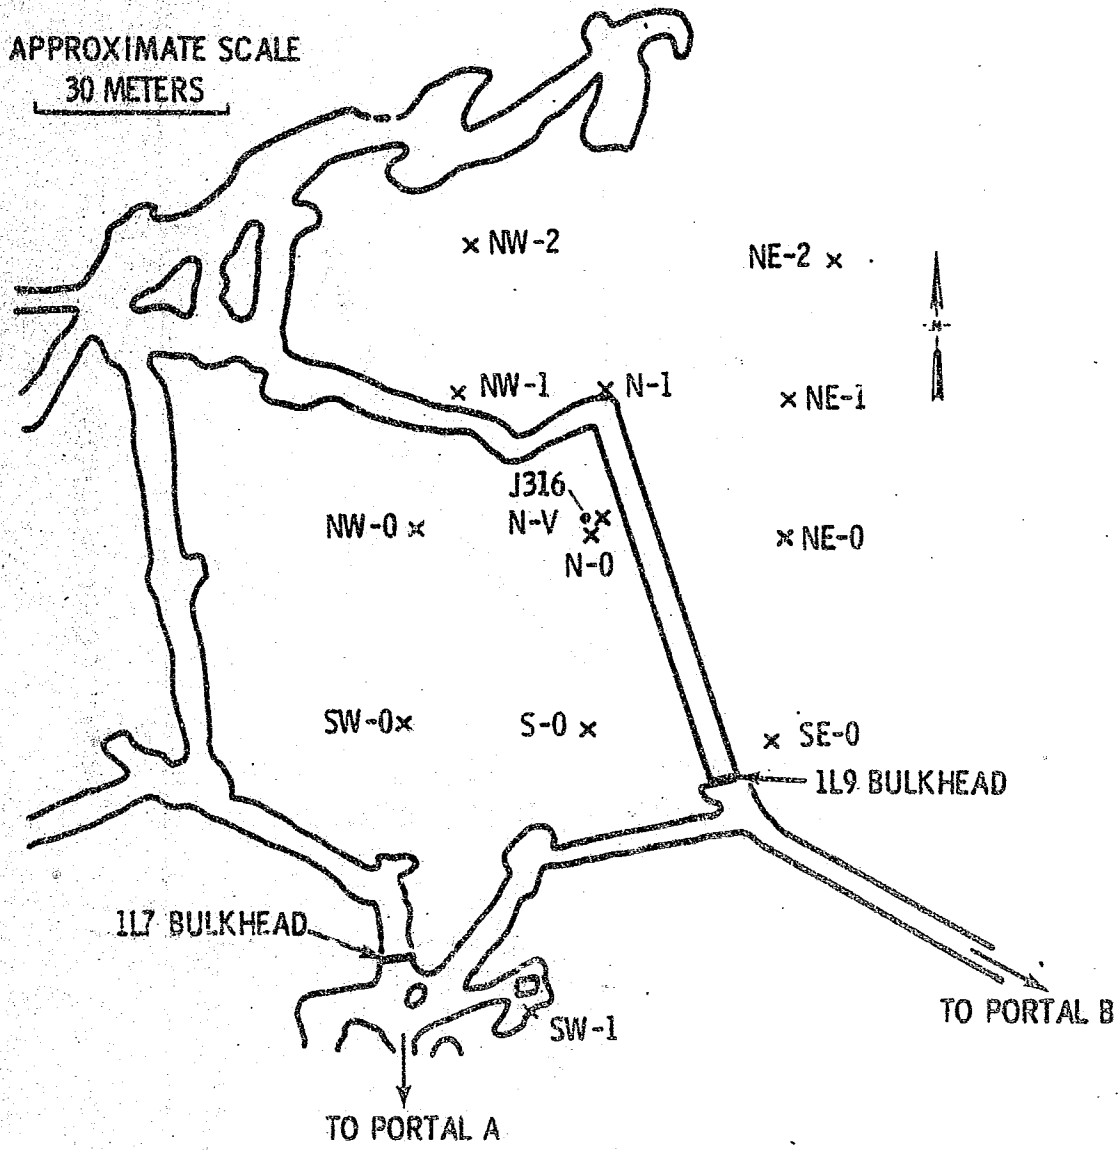 APPROXIMATE SCALE
30 METERS
NW-2
NE-2
-N-
NW-1
N-1
NE-1
J316
N-V
NW-0
N-0
NE-0
SW-0
S-0
SE-0
1L9 BULKHEAD
1L7 BULKHEAD
SW-1
TO PORTAL B
TO PORTAL A